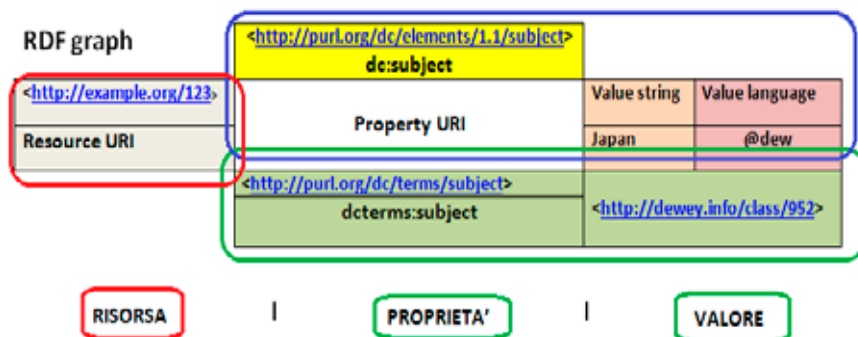 RDF graph
<http://purl.org/dc/elements/1.1/subject>
dc:subject
<http://example.org/123>
Resource URI
Property URI
Value string
Value language
Japan
@dew
<http://purl.org/dc/terms/subject>
dcterms:subject
<http://dewey.info/class/952>
RISORSA | PROPRIETA' | VALORE